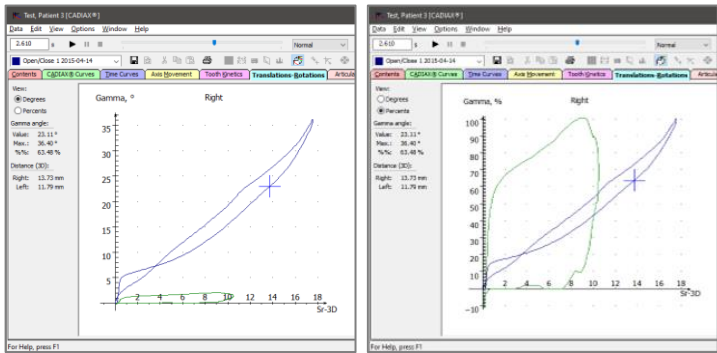 Test, Patient 3 [CADIAX®]
Data Edit View Options Window Help
2.610 s Normal
Open/Close 1 2015-04-14
Contents CADIAX® Curves Time Curves Axis Movement Tooth Kinetics Translations-Rotations Articula
View:
Degrees
Percents
Gamma angle:
Value: 23.11 °
Max.: 36.40 °
%%: 63.48 %
Distance (3D):
Right: 13.73 mm
Left: 11.79 mm
Gamma, ° Right
35
30
25
20
15
10
5
2 4 6 8 10 12 14 16 18
Sr-3D
For Help, press F1
Test, Patient 3 [CADIAX®]
Data Edit View Options Window Help
2.610 s Normal
Open/Close 1 2015-04-14
Contents CADIAX® Curves Time Curves Axis Movement Tooth Kinetics Translations-Rotations Articula
View:
Degrees
Percents
Gamma angle:
Value: 23.11 °
Max.: 36.40 °
%%: 63.48 %
Distance (3D):
Right: 13.73 mm
Left: 11.79 mm
Gamma, % Right
100
90
80
70
60
50
40
30
20
10
0
2 4 6 8 10 12 14 16 18
Sr-3D
-10
For Help, press F1